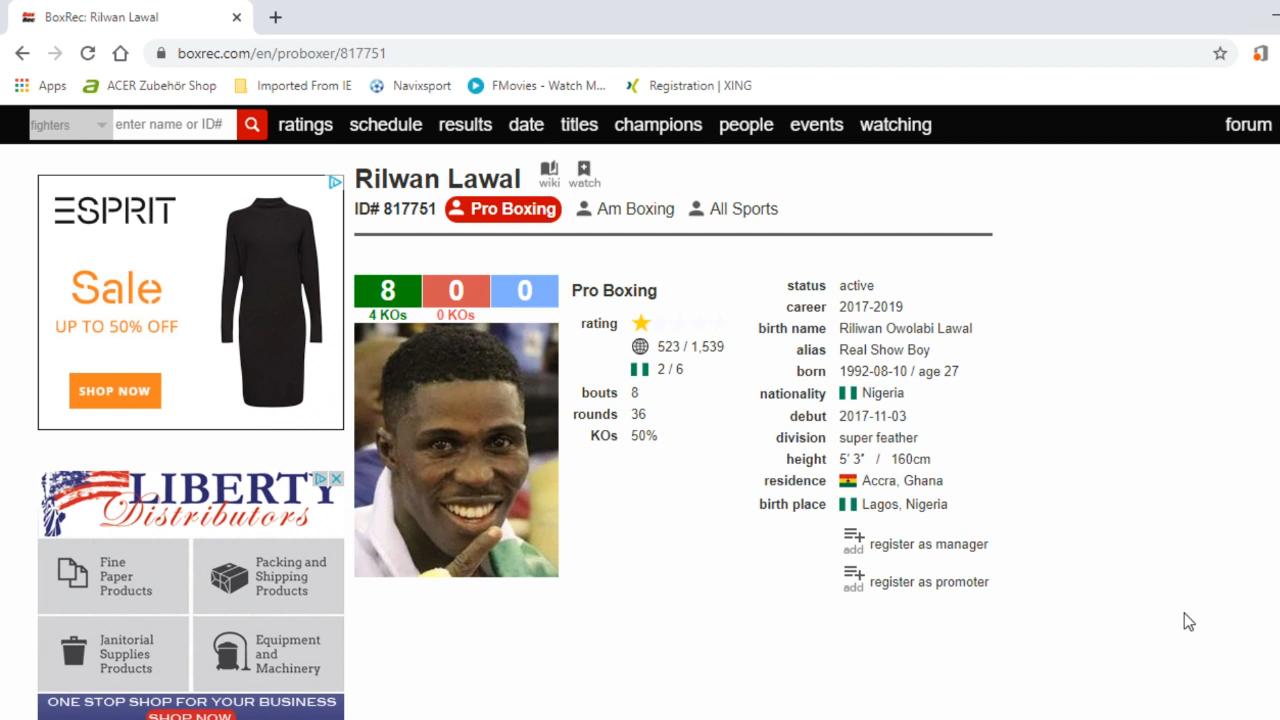 BoxRec: Rilwan Lawal
boxrec.com/en/proboxer/817751
Apps ACER Zubehör Shop Imported From IE Navixsport FMovies - Watch M... Registration | XING
fighters enter name or ID# ratings schedule results date titles champions people events watching forum
Rilwan Lawal wiki watch
ID# 817751 Pro Boxing Am Boxing All Sports
ESPRIT
Sale
UP TO 50% OFF
SHOP NOW
LIBERTY
Distributors
Fine
Paper
Products
Packing and
Shipping
Products
Janitorial
Supplies
Products
Equipment
and
Machinery
ONE STOP SHOP FOR YOUR BUSINESS
SHOP NOW
8 0 0
4 KOs 0 KOs
Pro Boxing
rating
523 / 1,539
2 / 6
bouts 8
rounds 36
KOs 50%
status active
career 2017-2019
birth name Riliwan Owolabi Lawal
alias Real Show Boy
born 1992-08-10 / age 27
nationality Nigeria
debut 2017-11-03
division super feather
height 5′ 3″ / 160cm
residence Accra, Ghana
birth place Lagos, Nigeria
add register as manager
add register as promoter